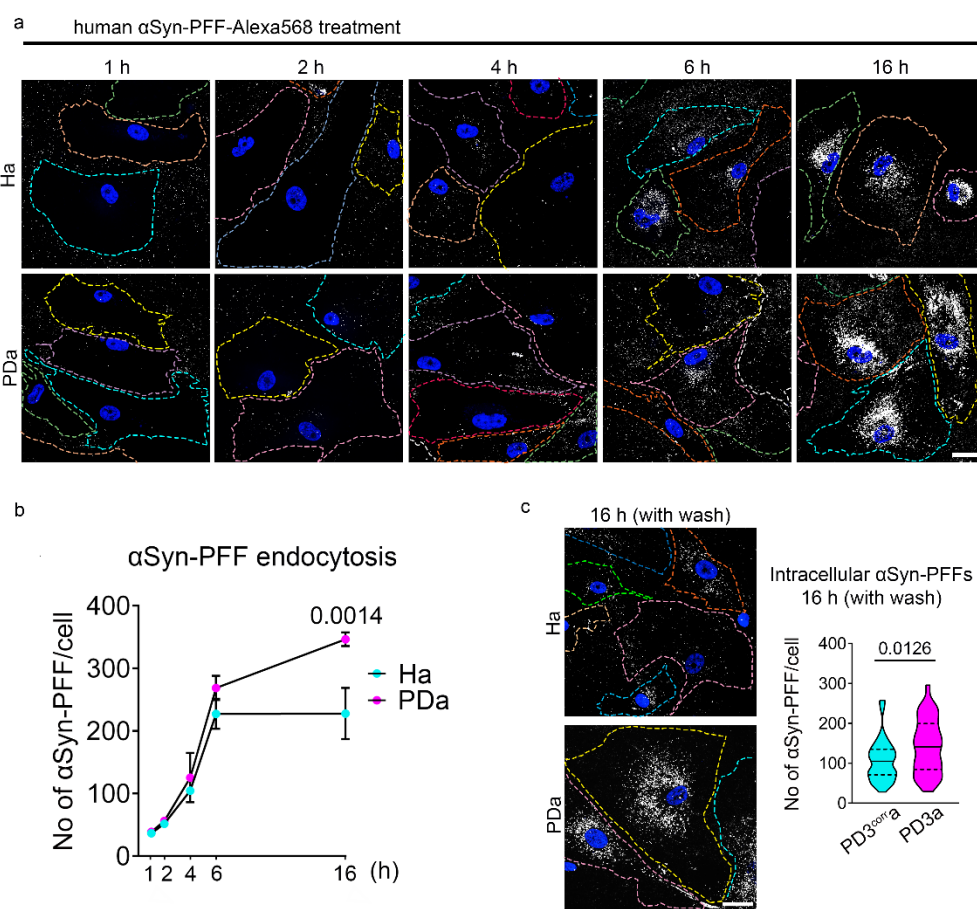 a
human αSyn-PFF-Alexa568 treatment
1 h 2 h 4 h 6 h 16 h
Ha
PDa
b
αSyn-PFF endocytosis
No of αSyn-PFF/cell
400
300
200
100
0
0.0014
Ha
PDa
1 2 4 6 16 (h)
c
16 h (with wash)
Ha
PDa
Intracellular αSyn-PFFs
16 h (with wash)
No of αSyn-PFF/cell
400
300
200
100
0
0.0126
PD3corra PD3a